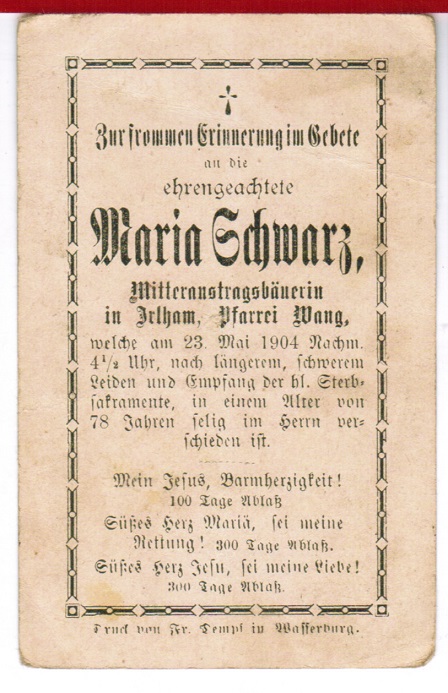 Zur frommen Erinnerung im Gebete
an die
ehrengeachtete
Maria Schwarz,
Mitteraustragsbäuerin
in Irlham, Pfarrei Wang,
welche am 23. Mai 1904 Nachm.
4½ Uhr, nach längerem, schwerem
Leiden und Empfang der hl. Sterb-
sakramente, in einem Alter von
78 Jahren selig im Herrn ver-
schieden ist.
Mein Jesus, Barmherzigkeit!
100 Tage Ablaß
Süßes Herz Mariä, sei meine
Rettung! 300 Tage Ablaß.
Süßes Herz Jesu, sei meine Liebe!
300 Tage Ablaß.
Druck von Fr. Dempf in Wasserburg.